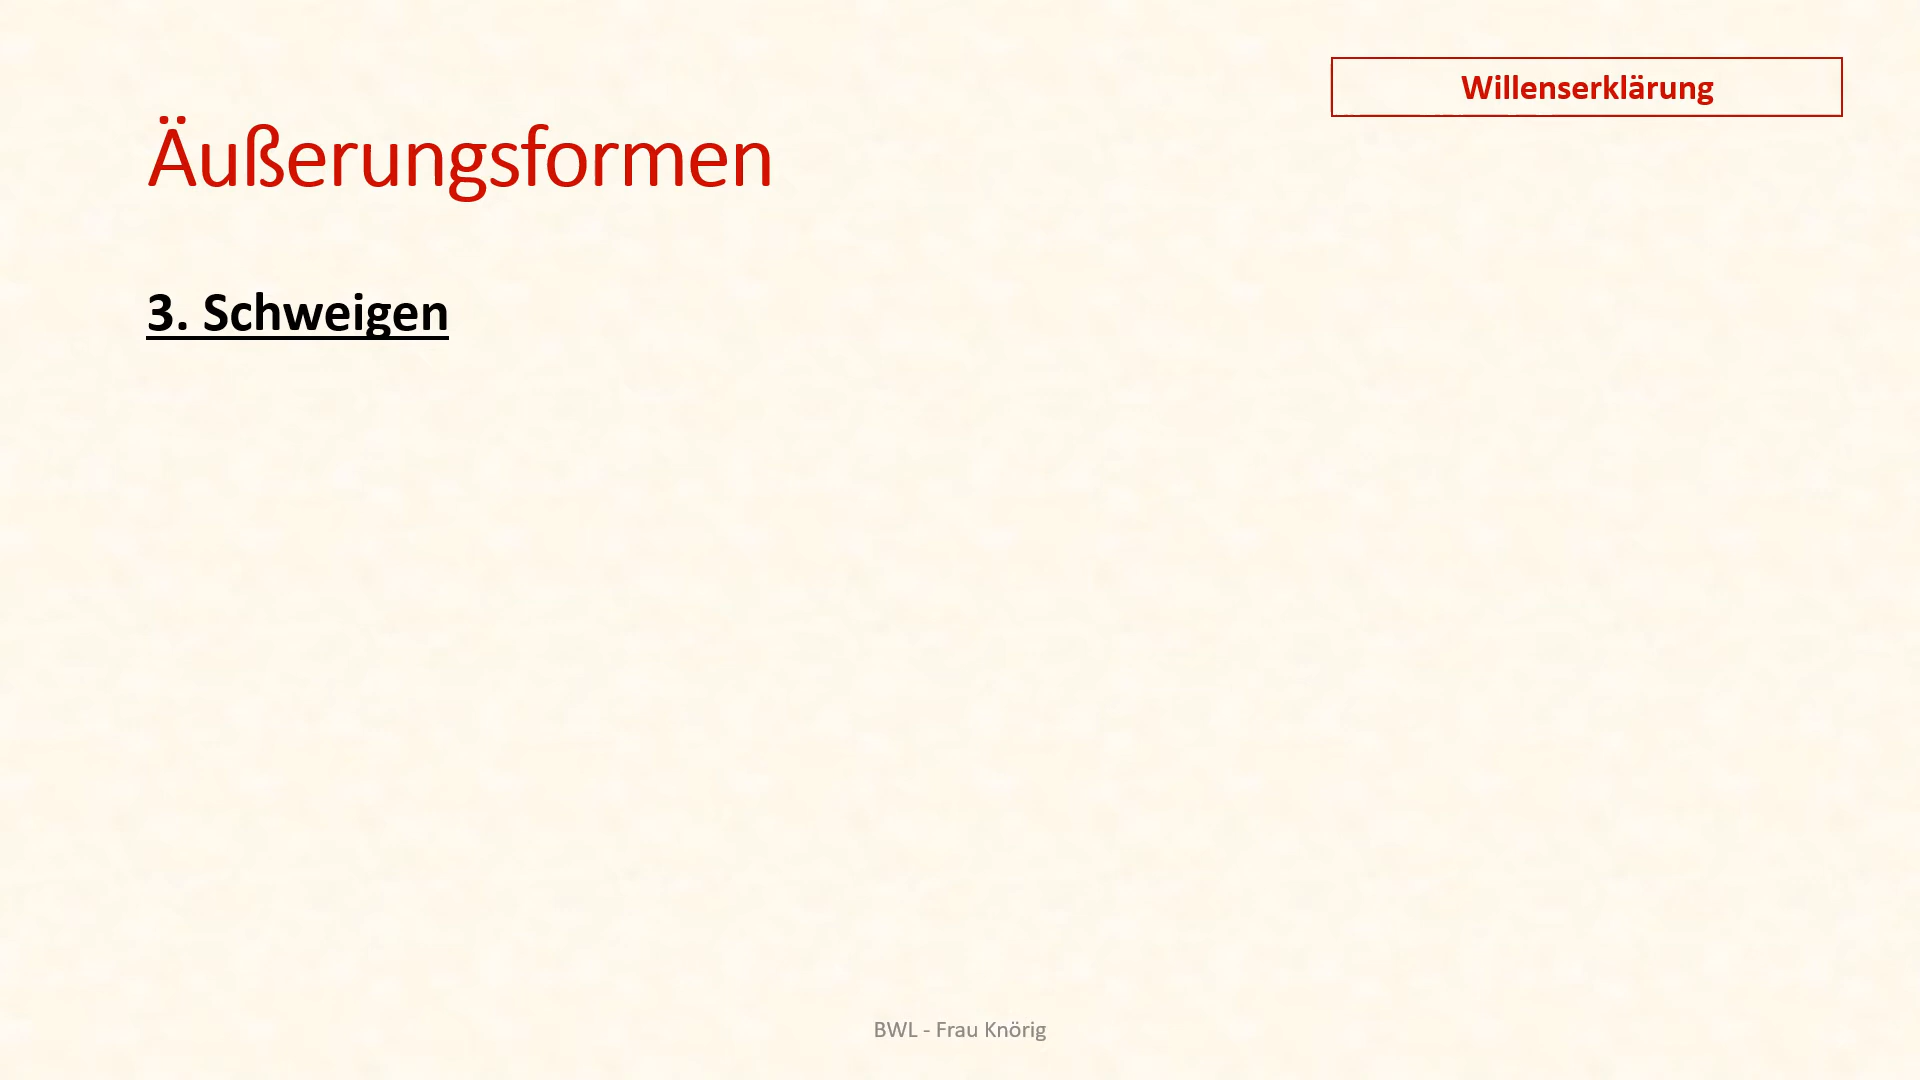 Willenserklärung
Äußerungsformen
3. Schweigen
BWL - Frau Knörig